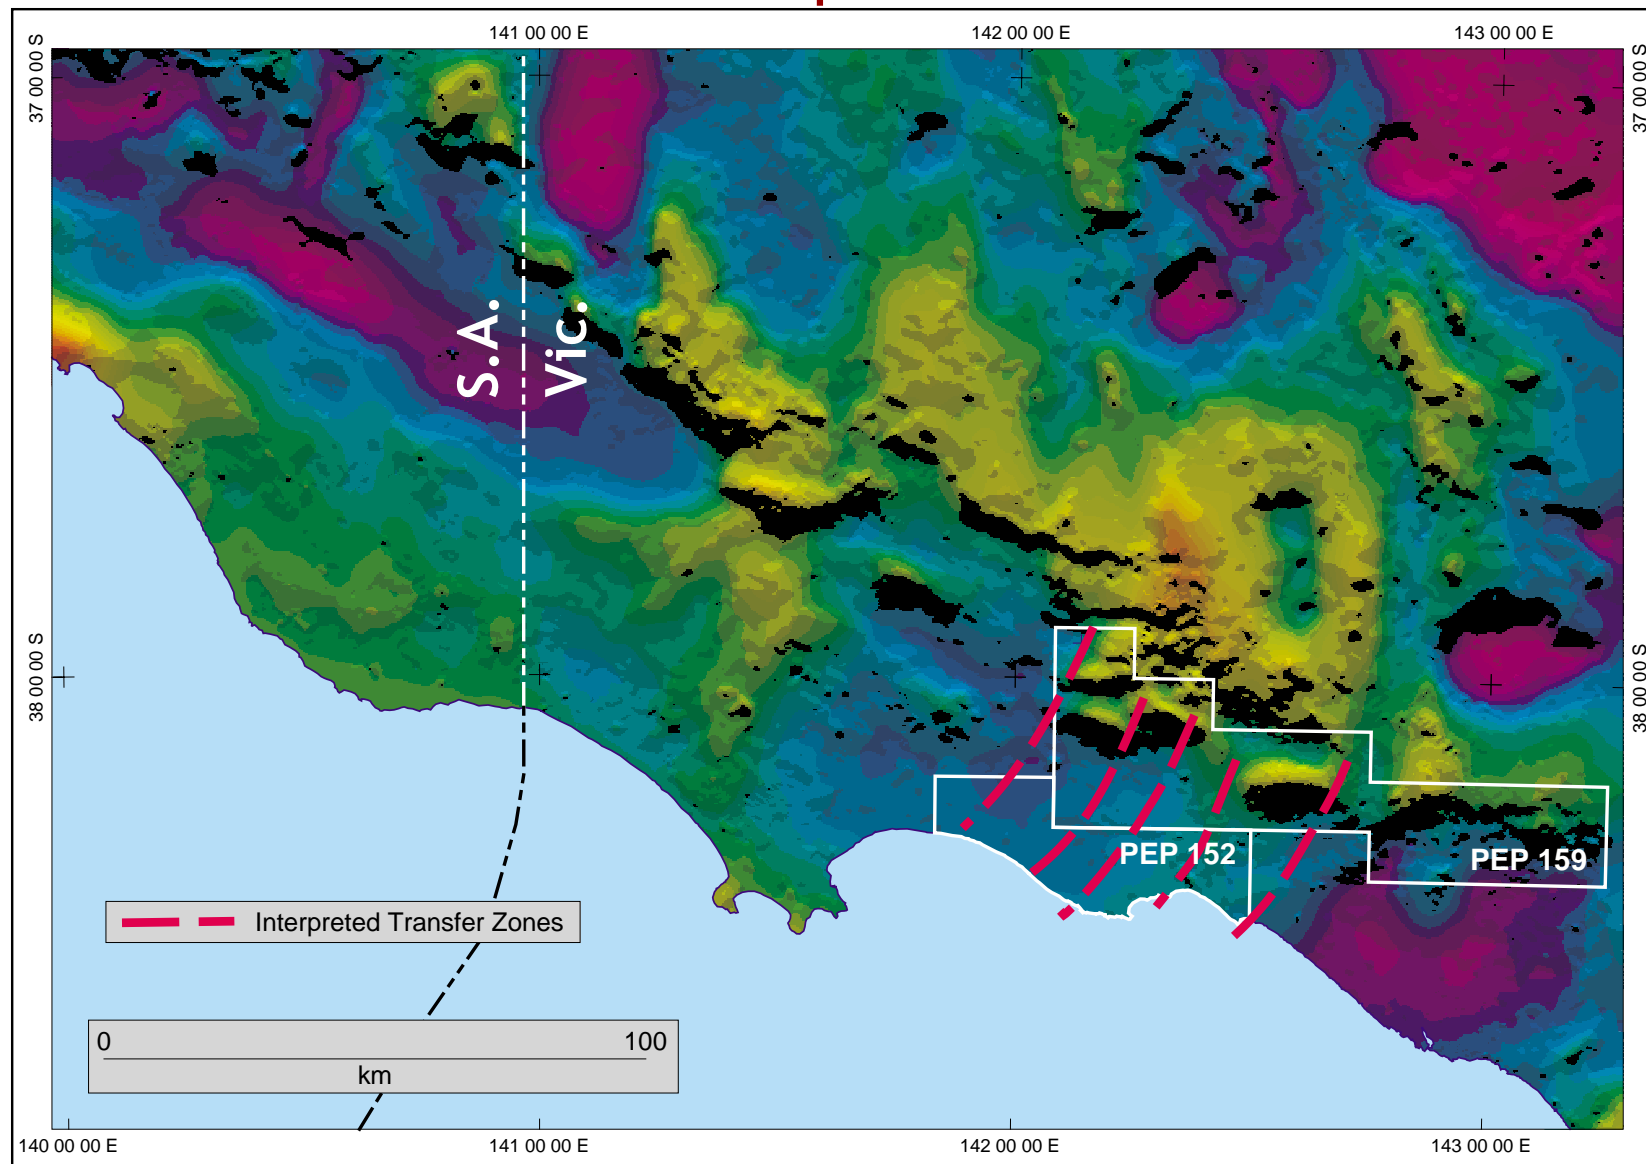 141 00 00 E
142 00 00 E
143 00 00 E
37 00 00 S
37 00 00 S
S.A.
Vic.
38 00 00 S
38 00 00 S
PEP 152
PEP 159
Interpreted Transfer Zones
0
100
km
140 00 00 E
141 00 00 E
142 00 00 E
143 00 00 E